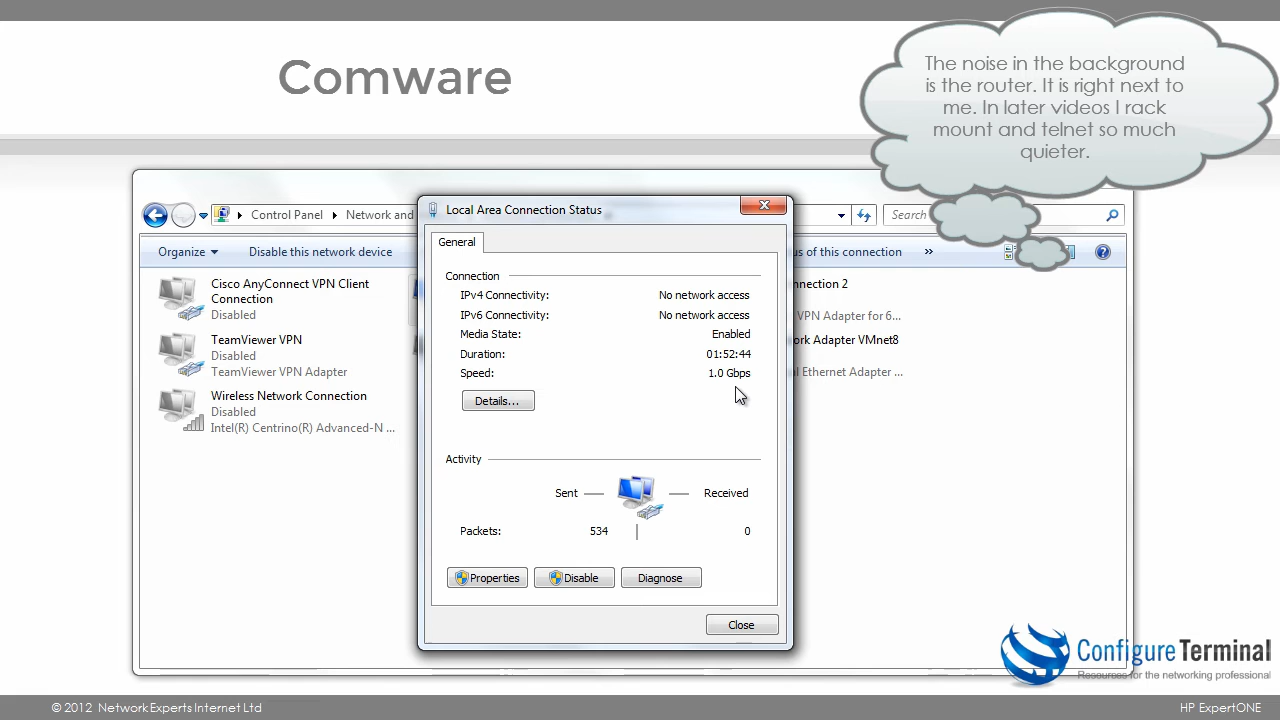 Comware
The noise in the background
is the router. It is right next to
me. In later videos I rack
mount and telnet so much
quieter.
Control Panel
Network and
Search
Organize
Disable this network device
us of this connection
»
Cisco AnyConnect VPN Client
Connection
Disabled
TeamViewer VPN
Disabled
TeamViewer VPN Adapter
Wireless Network Connection
Disabled
Intel(R) Centrino(R) Advanced-N ...
Local Area Connection Status
General
Connection
IPv4 Connectivity: No network access
IPv6 Connectivity: No network access
Media State: Enabled
Duration: 01:52:44
Speed: 1.0 Gbps
Details...
Activity
Sent Received
Packets: 534 0
Properties Disable Diagnose
Close
nnection 2
VPN Adapter for 6...
rk Adapter VMnet8
l Ethernet Adapter ...
Configure Terminal
Resources for the networking professional
© 2012 NetworkExperts Internet Ltd
HP ExpertONE